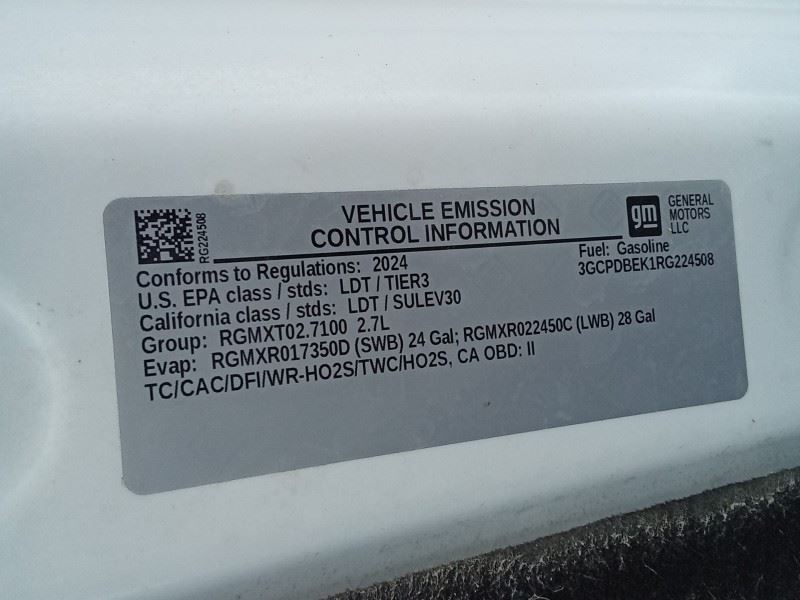 RG224508
VEHICLE EMISSION
CONTROL INFORMATION
gm
GENERAL
MOTORS
LLC
Conforms to Regulations: 2024
Fuel: Gasoline
U.S. EPA class / stds: LDT / TIER3
3GCPDBEK1RG224508
California class / stds: LDT / SULEV30
Group: RGMXT02.7100 2.7L
Evap: RGMXR017350D (SWB) 24 Gal; RGMXR022450C (LWB) 28 Gal
TC/CAC/DFI/WR-HO2S/TWC/HO2S, CA OBD: II